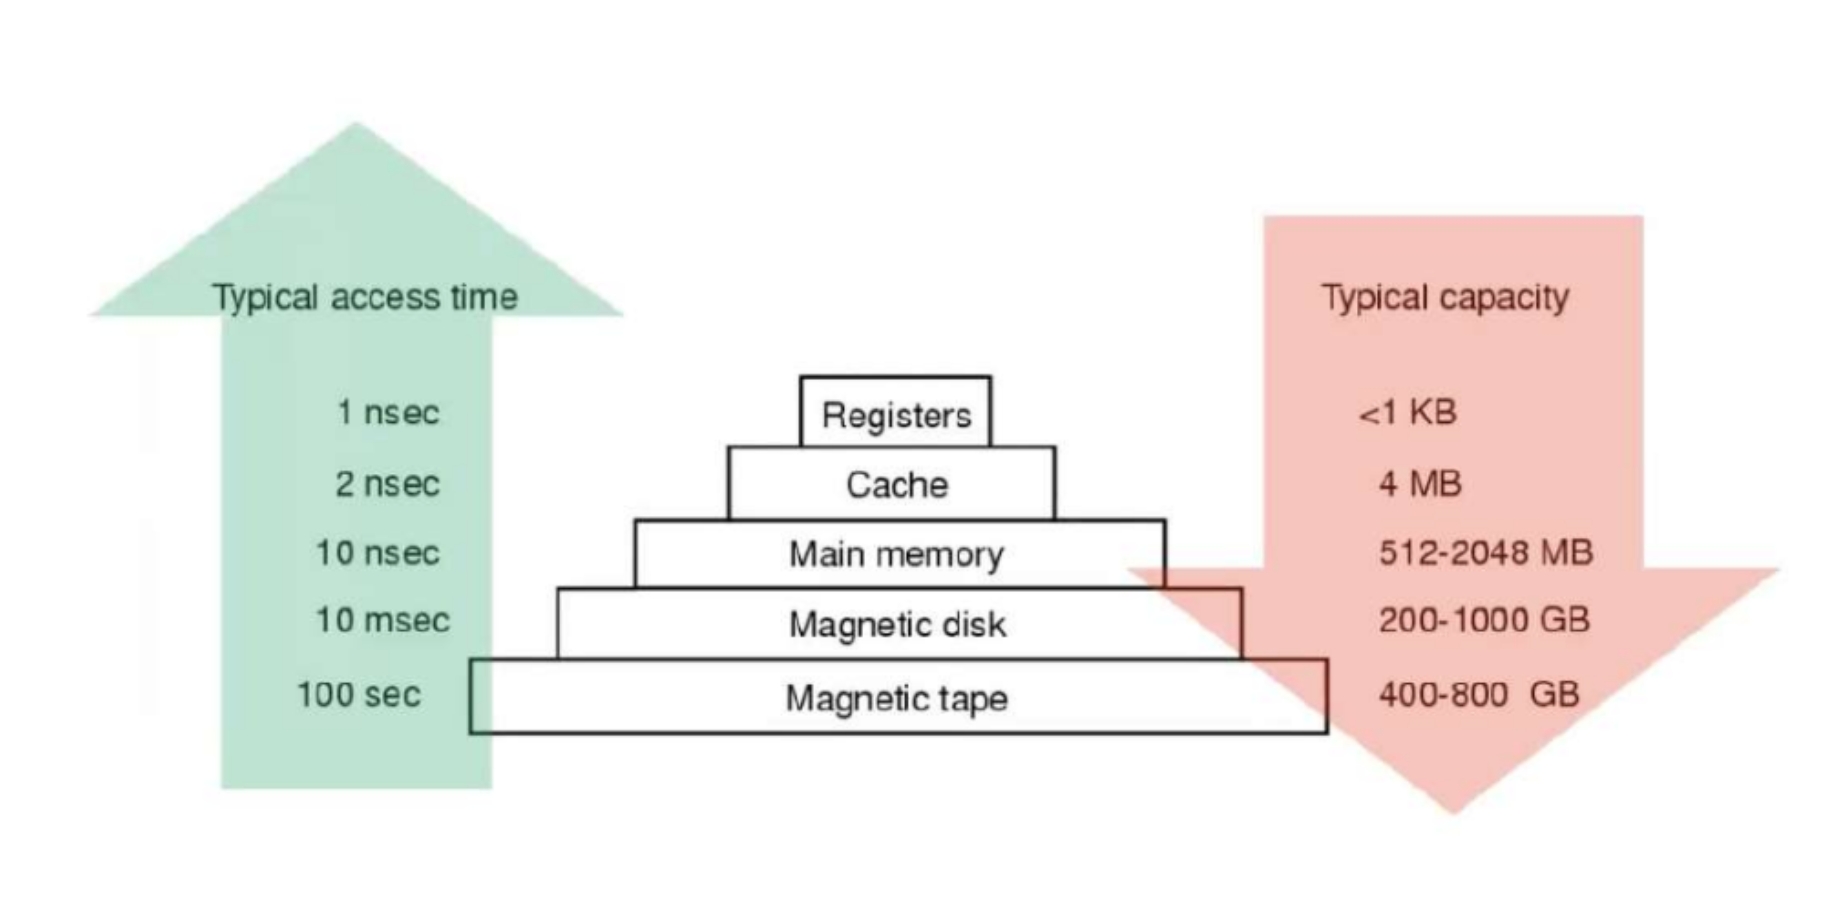 Typical access time
Typical capacity
1 nsec
Registers
<1 KB
2 nsec
Cache
4 MB
10 nsec
Main memory
512-2048 MB
10 msec
Magnetic disk
200-1000 GB
100 sec
Magnetic tape
400-800 GB